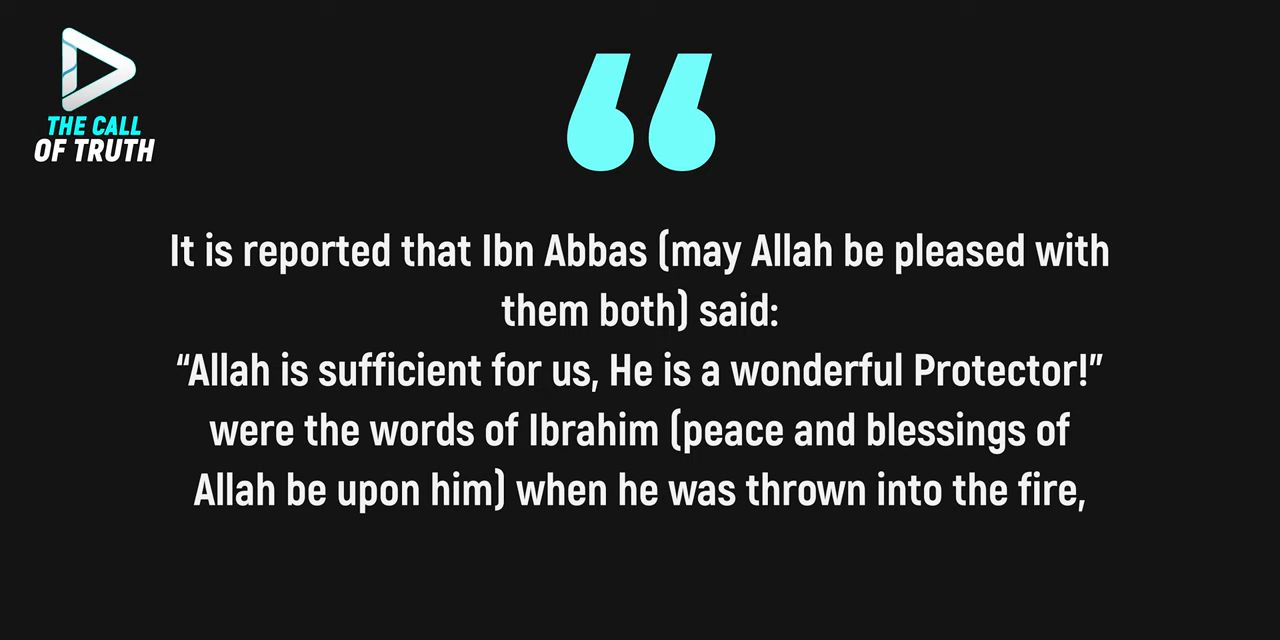 THE CALL
OF TRUTH
“
It is reported that Ibn Abbas (may Allah be pleased with
them both) said:
“Allah is sufficient for us, He is a wonderful Protector!”
were the words of Ibrahim (peace and blessings of
Allah be upon him) when he was thrown into the fire,